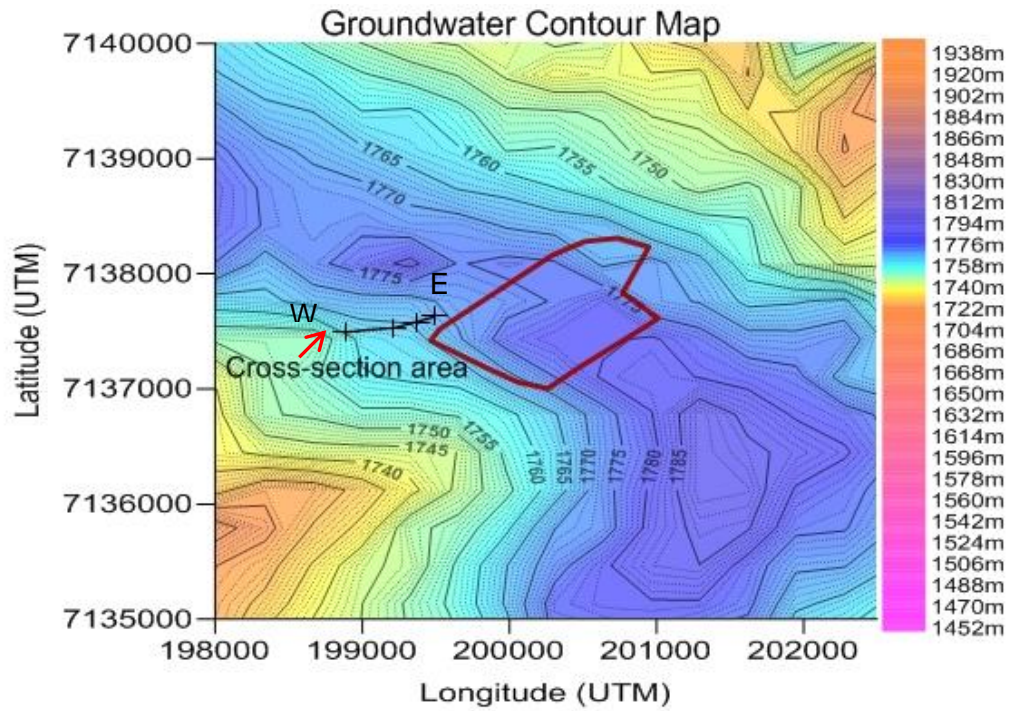 Groundwater Contour Map
7140000
7139000
7138000
7137000
7136000
7135000
Latitude (UTM)
198000
199000
200000
201000
202000
Longitude (UTM)
1765
1760
1755
1750
1770
1775
1775
E
W
Cross-section area
1750
1755
1745
1740
1760
1765
1770
1775
1780
1785
1938m
1920m
1902m
1884m
1866m
1848m
1830m
1812m
1794m
1776m
1758m
1740m
1722m
1704m
1686m
1668m
1650m
1632m
1614m
1596m
1578m
1560m
1542m
1524m
1506m
1488m
1470m
1452m